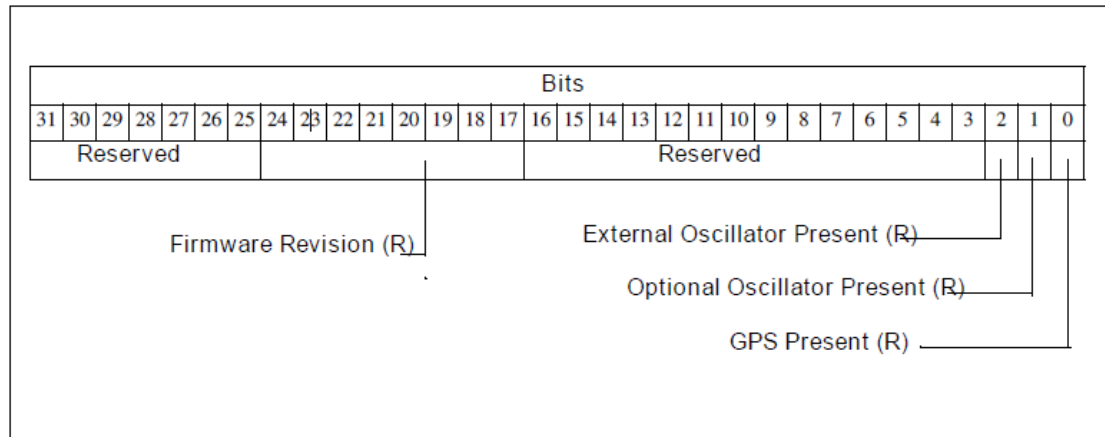 Bits
31 30 29 28 27 26 25 24 23 22 21 20 19 18 17 16 15 14 13 12 11 10 9 8 7 6 5 4 3 2 1 0
Reserved Reserved
Firmware Revision (R) External Oscillator Present (R)
Optional Oscillator Present (R)
GPS Present (R)